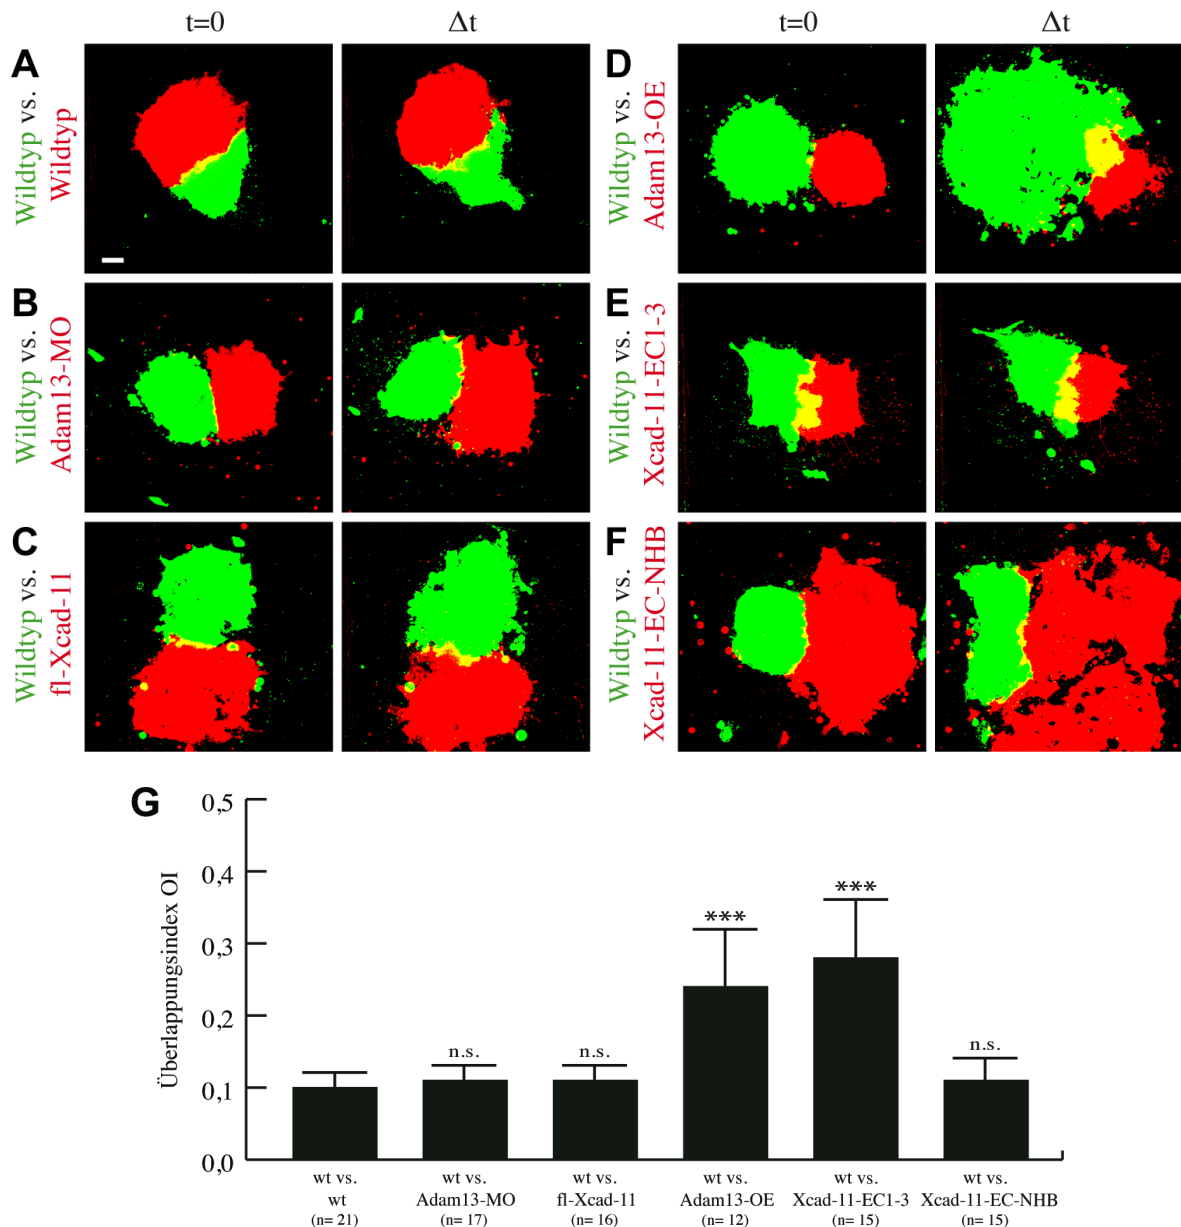 t=0
Δt
t=0
Δt
A
Wildtyp vs.
Wildtyp
B
Wildtyp vs.
Adam13-MO
C
Wildtyp vs.
fl-Xcad-11
D
Wildtyp vs.
Adam13-OE
E
Wildtyp vs.
Xcad-11-EC1-3
F
Wildtyp vs.
Xcad-11-EC-NHB
G
Überlappungsindex OI
0,5
0,4
0,3
0,2
0,1
0,0
n.s.
n.s.
***
***
n.s.
wt vs.
wt
(n= 21)
wt vs.
Adam13-MO
(n= 17)
wt vs.
fl-Xcad-11
(n= 16)
wt vs.
Adam13-OE
(n= 12)
wt vs.
Xcad-11-EC1-3
(n= 15)
wt vs.
Xcad-11-EC-NHB
(n= 15)